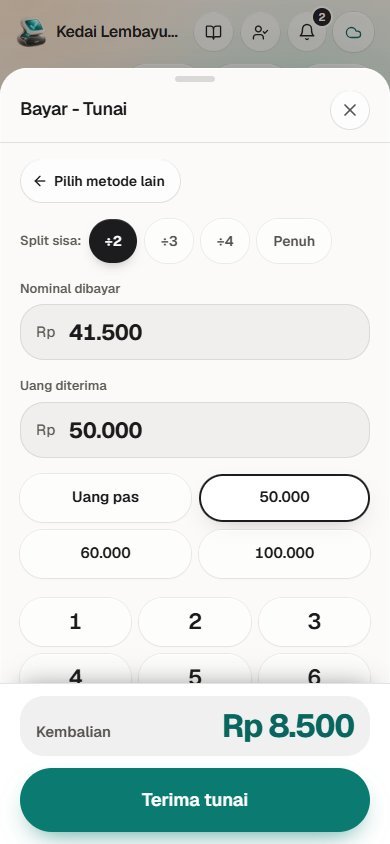 Kedai Lembayu...
2
Bayar - Tunai
Pilih metode lain
Split sisa: ÷2 ÷3 ÷4 Penuh
Nominal dibayar
Rp 41.500
Uang diterima
Rp 50.000
Uang pas 50.000
60.000 100.000
1 2 3
4 5 6
Kembalian Rp 8.500
Terima tunai